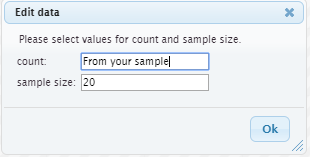 Edit data
Please select values for count and sample size.
count: From your sample
sample size: 20
Ok